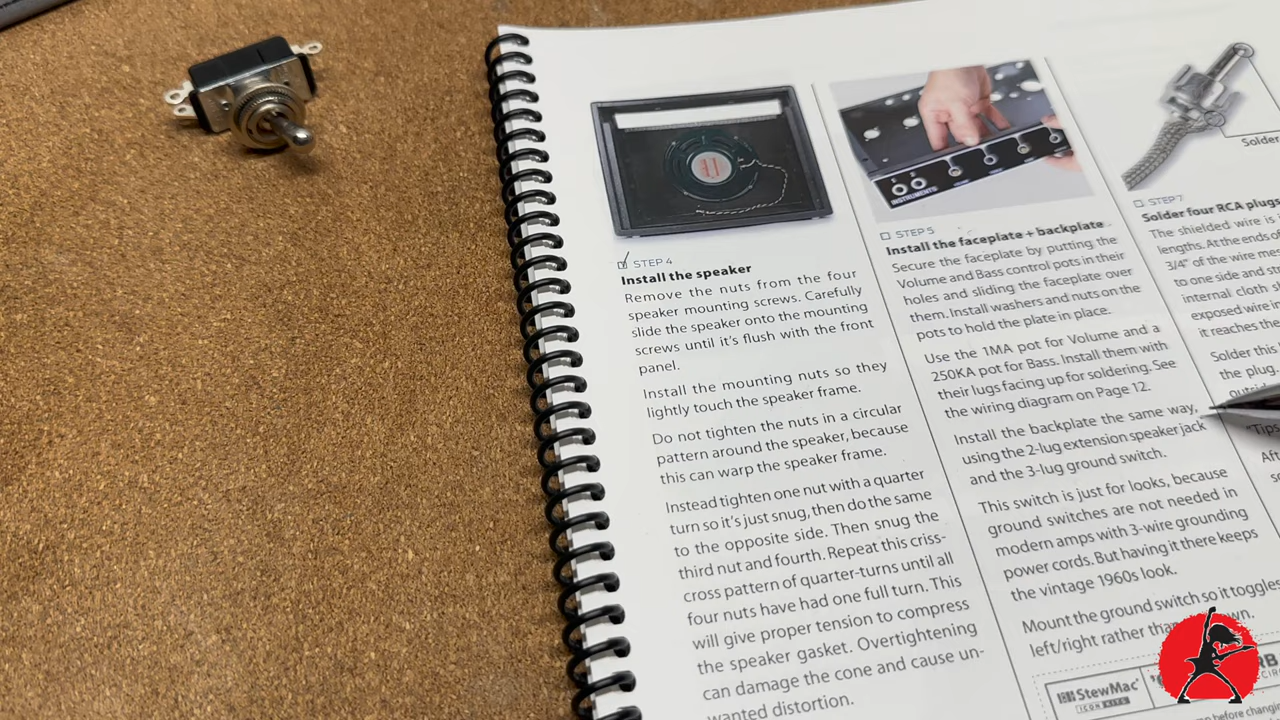 INSTRUMENTS
STEP 4
Install the speaker
Remove the nuts from the four
speaker mounting screws. Carefully
slide the speaker onto the mounting
screws until it's flush with the front
panel.
Install the mounting nuts so they
lightly touch the speaker frame.
Do not tighten the nuts in a circular
pattern around the speaker, because
this can warp the speaker frame.
Instead tighten one nut with a quarter
turn so it's just snug, then do the same
to the opposite side. Then snug the
third nut and fourth. Repeat this criss-
cross pattern of quarter-turns until all
four nuts have had one full turn. This
will give proper tension to compress
the speaker gasket. Overtightening
can damage the cone and cause un-
wanted distortion.
STEP 5
Install the faceplate + backplate
Secure the faceplate by putting the
Volume and Bass control pots in their
holes and sliding the faceplate over
them. Install washers and nuts on the
pots to hold the plate in place.
Use the 1MA pot for Volume and a
250KA pot for Bass. Install them with
their lugs facing up for soldering. See
the wiring diagram on Page 12.
Install the backplate the same way,
using the 2-lug extension speaker jack
and the 3-lug ground switch.
This switch is just for looks, because
ground switches are not needed in
modern amps with 3-wire grounding
power cords. But having it there keeps
the vintage 1960s look.
Mount the ground switch so it toggles
left/right rather
StewMac
ICON KITS
before
Solder
STEP 7
Solder four RCA plugs
The shielded wire is
lengths. At the ends of
3/4" of the wire
to one side and
internal cloth
exposed wire
it reaches the
Solder this
the plug.
"Tips